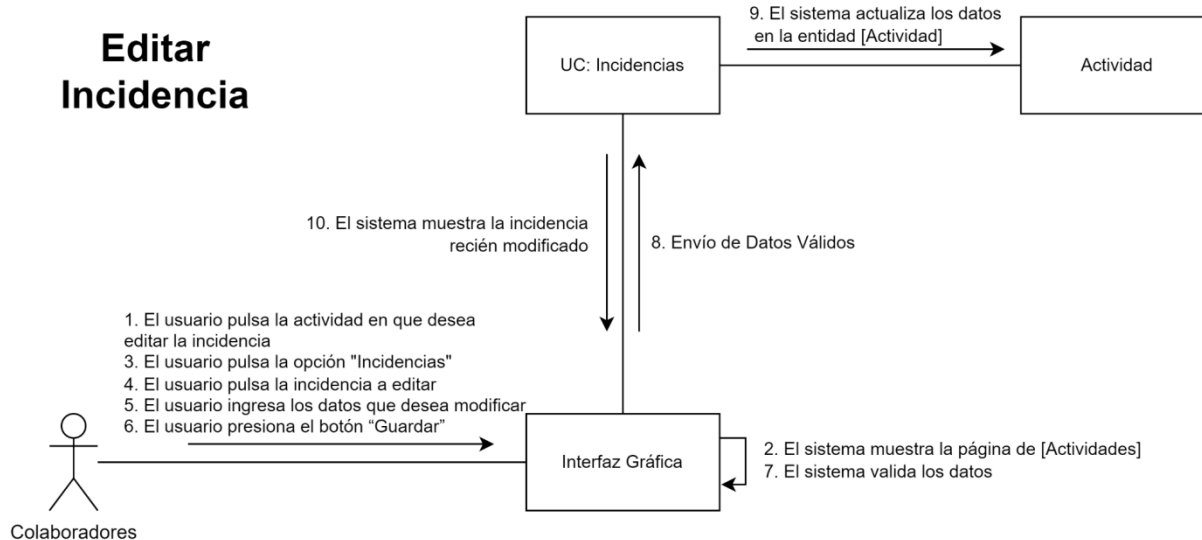 Editar
Incidencia
UC: Incidencias
9. El sistema actualiza los datos
en la entidad [Actividad]
Actividad
10. El sistema muestra la incidencia
recién modificado
8. Envío de Datos Válidos
1. El usuario pulsa la actividad en que desea
editar la incidencia
3. El usuario pulsa la opción "Incidencias"
4. El usuario pulsa la incidencia a editar
5. El usuario ingresa los datos que desea modificar
6. El usuario presiona el botón “Guardar”
Interfaz Gráfica
2. El sistema muestra la página de [Actividades]
7. El sistema valida los datos
Colaboradores